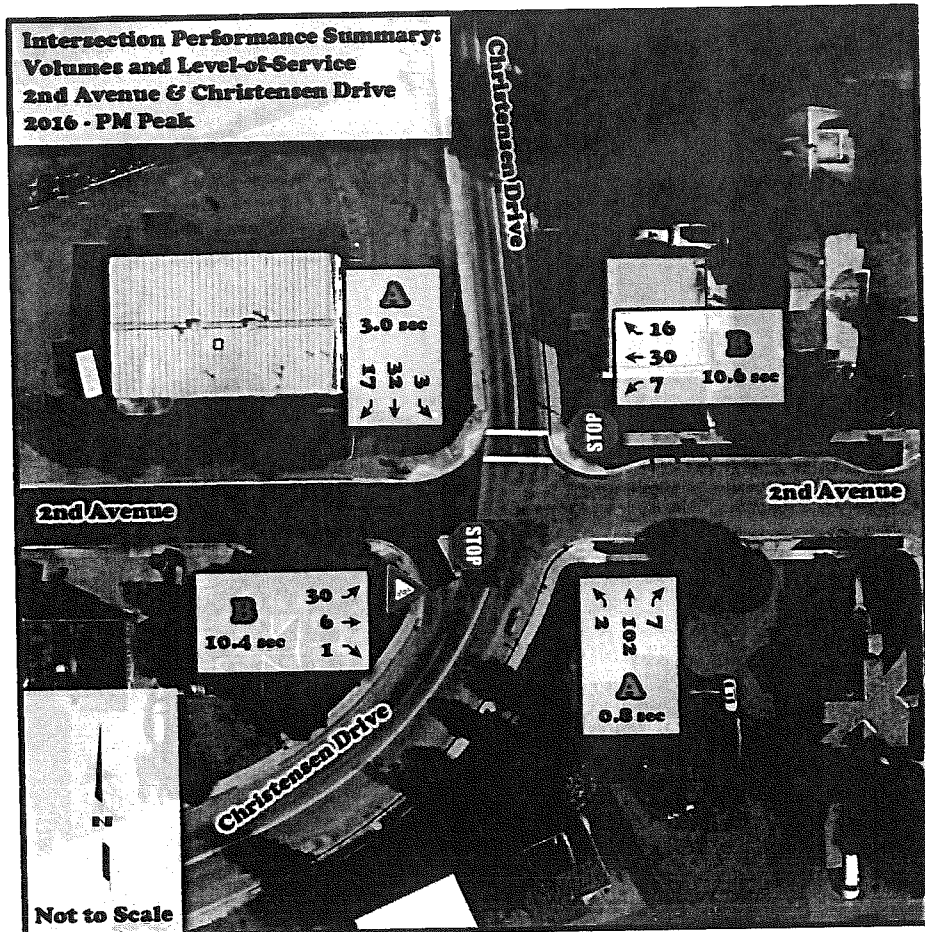 Intersection Performance Summary:
Volumes and Level-of-Service
2nd Avenue & Christensen Drive
2016 - PM Peak
Christensen Drive
A
3.0 sec
17 32 3
16
30
7
B
10.6 sec
STOP
2nd Avenue
2nd Avenue
STOP
B
10.4 sec
30
6
1
2 102 7
A
0.8 sec
Christensen Drive
N
Not to Scale